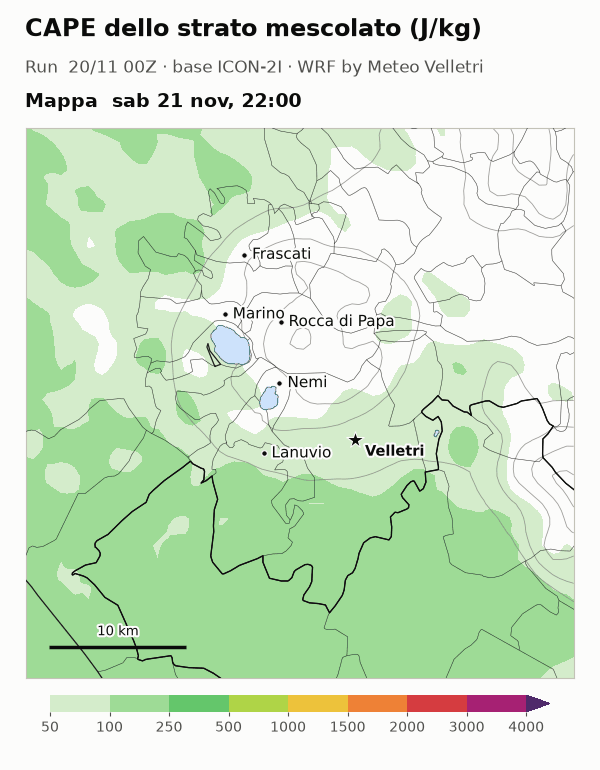 CAPE dello strato mescolato (J/kg)
Run  20/11 00Z · base ICON-2I · WRF by Meteo Velletri
Mappa  sab 21 nov, 22:00
Frascati
Marino
Rocca di Papa
Nemi
Velletri
Lanuvio
10 km
50 100 250 500 1000 1500 2000 3000 4000